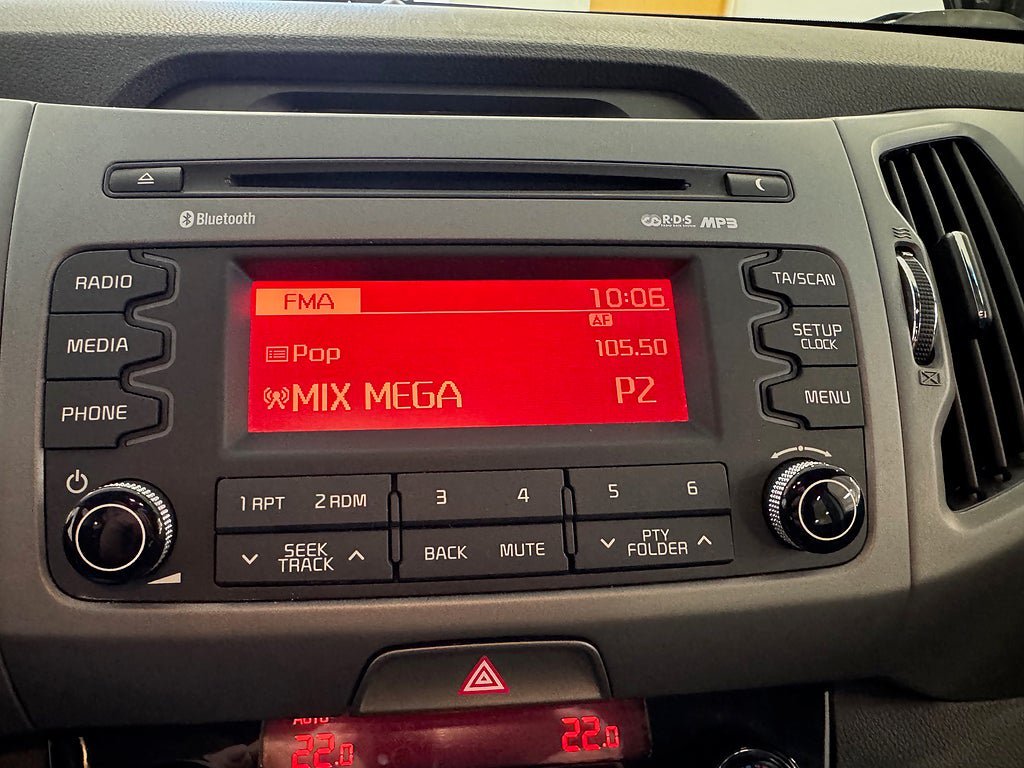 Bluetooth
R·D·S MP3
RADIO
TA/SCAN
FMA 10:06
AF
MEDIA
Pop 105.50
SETUP
CLOCK
PHONE
MIX MEGA P2
MENU
1 RPT 2 RDM 3 4 5 6
SEEK
TRACK
BACK MUTE
PTY
FOLDER
AUTO
22.0 22.0